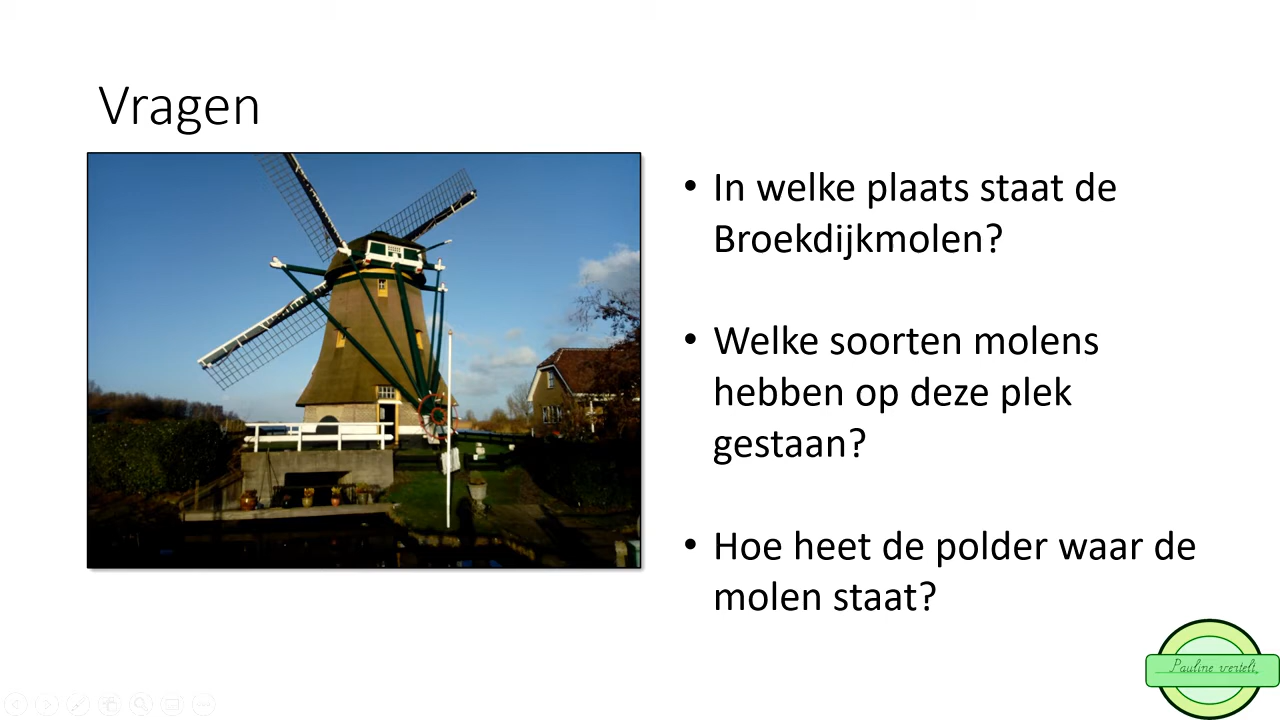 Vragen
• In welke plaats staat de
Broekdijkmolen?
• Welke soorten molens
hebben op deze plek
gestaan?
• Hoe heet de polder waar de
molen staat?
Pauline vertelt